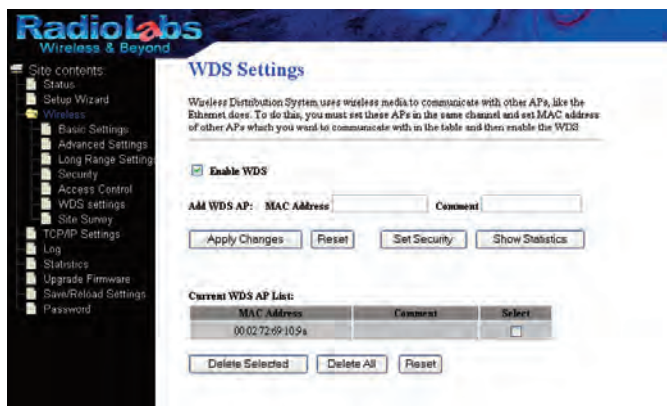 RadioLabs
Wireless & Beyond
Site contents:
Status
Setup Wizard
Wireless
Basic Settings
Advanced Settings
Long Range Setting
Security
Access Control
WDS settings
Site Survey
TCP/IP Settings
Log
Statistics
Upgrade Firmware
Save/Reload Settings
Password
WDS Settings
Wireless Distribution System uses wireless media to communicate with other APs, like the
Ethernet does. To do this, you must set these APs in the same channel and set MAC address
of other APs which you want to communicate with in the table and then enable the WDS
Enable WDS
Add WDS AP: MAC Address Comment
Apply Changes Reset Set Security Show Statistics
Current WDS AP List:
MAC Address Comment Select
00:02:72:69:10:9a
Delete Selected Delete All Reset